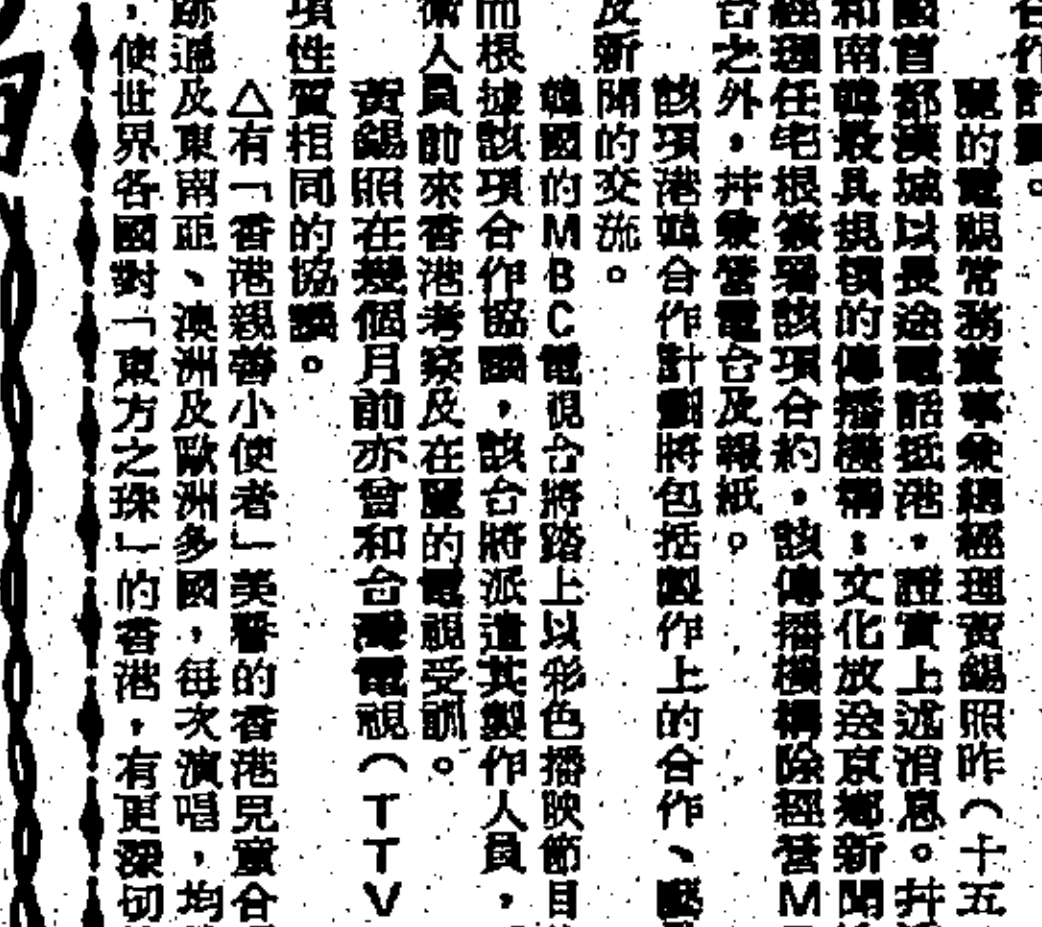 合作計劃。
麗的電視常務董事兼總經理黃錫照昨（十五
國首都漢城以長途電話抵港，證實上述消息。并
和南韓最具規模的傳播機構；文化放送京鄉新聞
經理任宅根簽署該項合約，該傳播機構除經營M
台之外，并兼營電台及報紙。
該項港韓合作計劃將包括製作上的合作、
及新聞的交流。
韓國的MBC電視台將踏上以彩色播映節目
而根據該項合作協議，該台將派遣其製作人員，
術人員前來香港考察及在麗的電視受訓。
黃錫照在幾個月前亦曾和台灣電視（TTV
項性質相同的協議。
△有「香港親善小使者」美譽的香港兒童合
跡遍及東南亞、澳洲及歐洲多國，每次演唱，均
，使世界各國對「東方之珠」的香港，有更深切